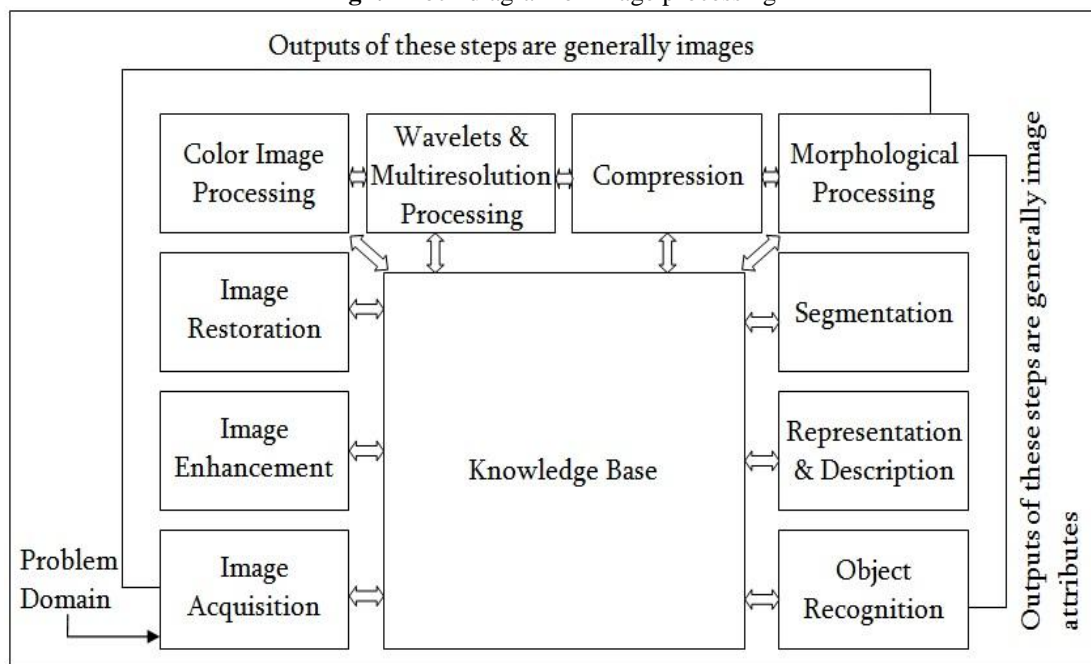 Outputs of these steps are generally images
Color Image
Processing
Wavelets &
Multiresolution
Processing
Compression
Morphological
Processing
Image
Restoration
Segmentation
Image
Enhancement
Knowledge Base
Representation
& Description
Problem
Domain
Image
Acquisition
Object
Recognition
Outputs of these steps are generally image
attributes